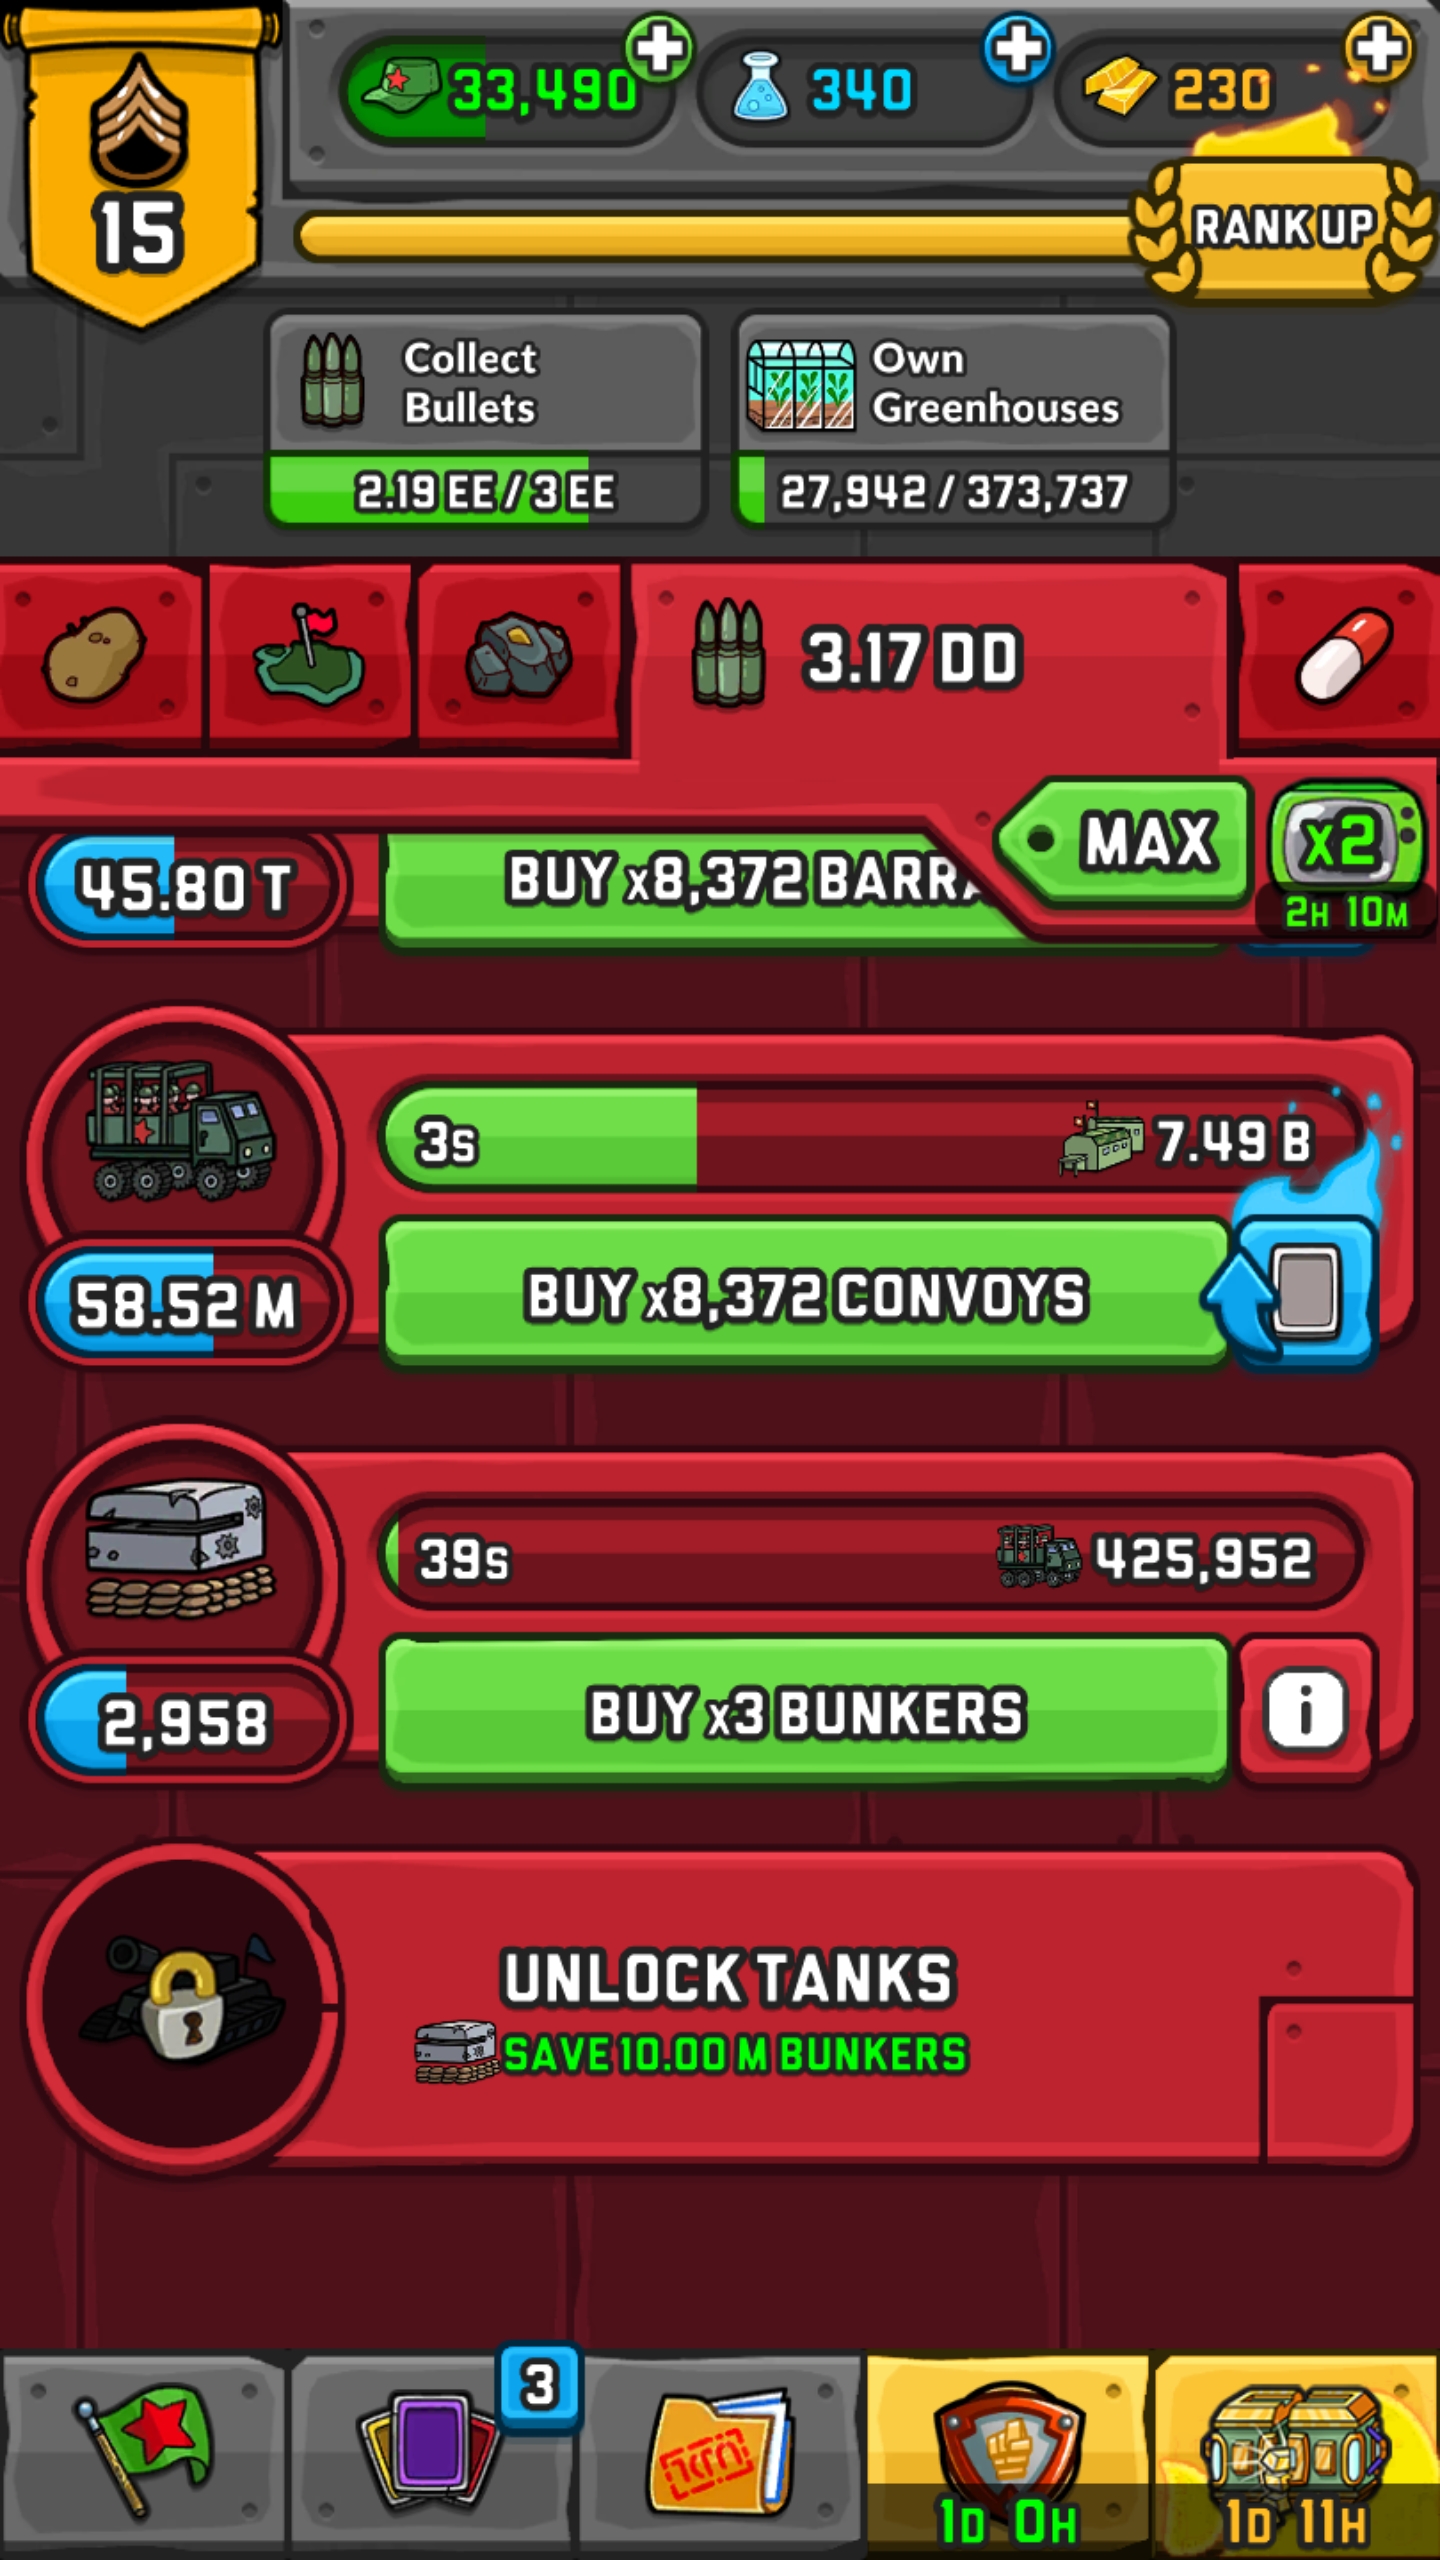 33,490
340
230
15
RANK UP
Collect
Bullets
2.19 EE / 3 EE
Own
Greenhouses
27,942 / 373,737
3.17 DD
MAX
x2
2H 10M
45.80 T
BUY x8,372 BARRA
3s
7.49 B
58.52 M
BUY x8,372 CONVOYS
39s
425,952
2,958
BUY x3 BUNKERS
i
UNLOCK TANKS
SAVE 10.00 M BUNKERS
3
1D 0H
1D 11H